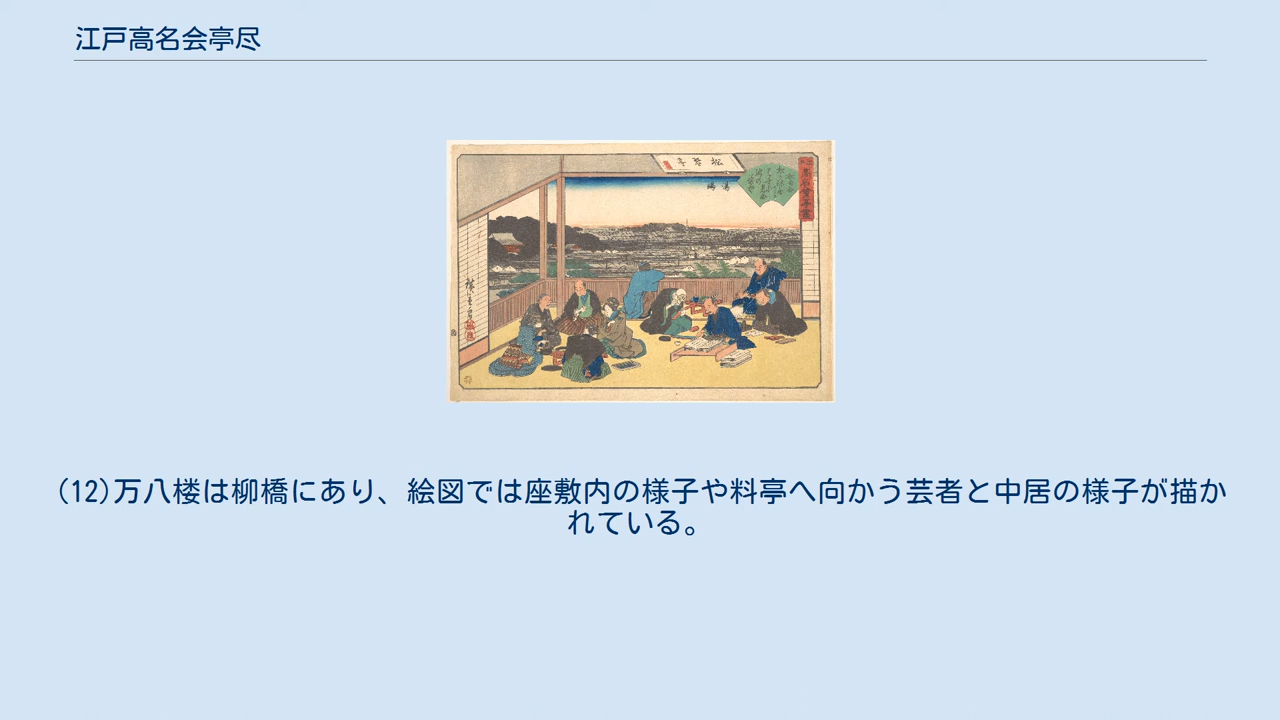 江戸高名会亭尽
(12)万八楼は柳橋にあり、絵図では座敷内の様子や料亭へ向かう芸者と中居の様子が描か
れている。